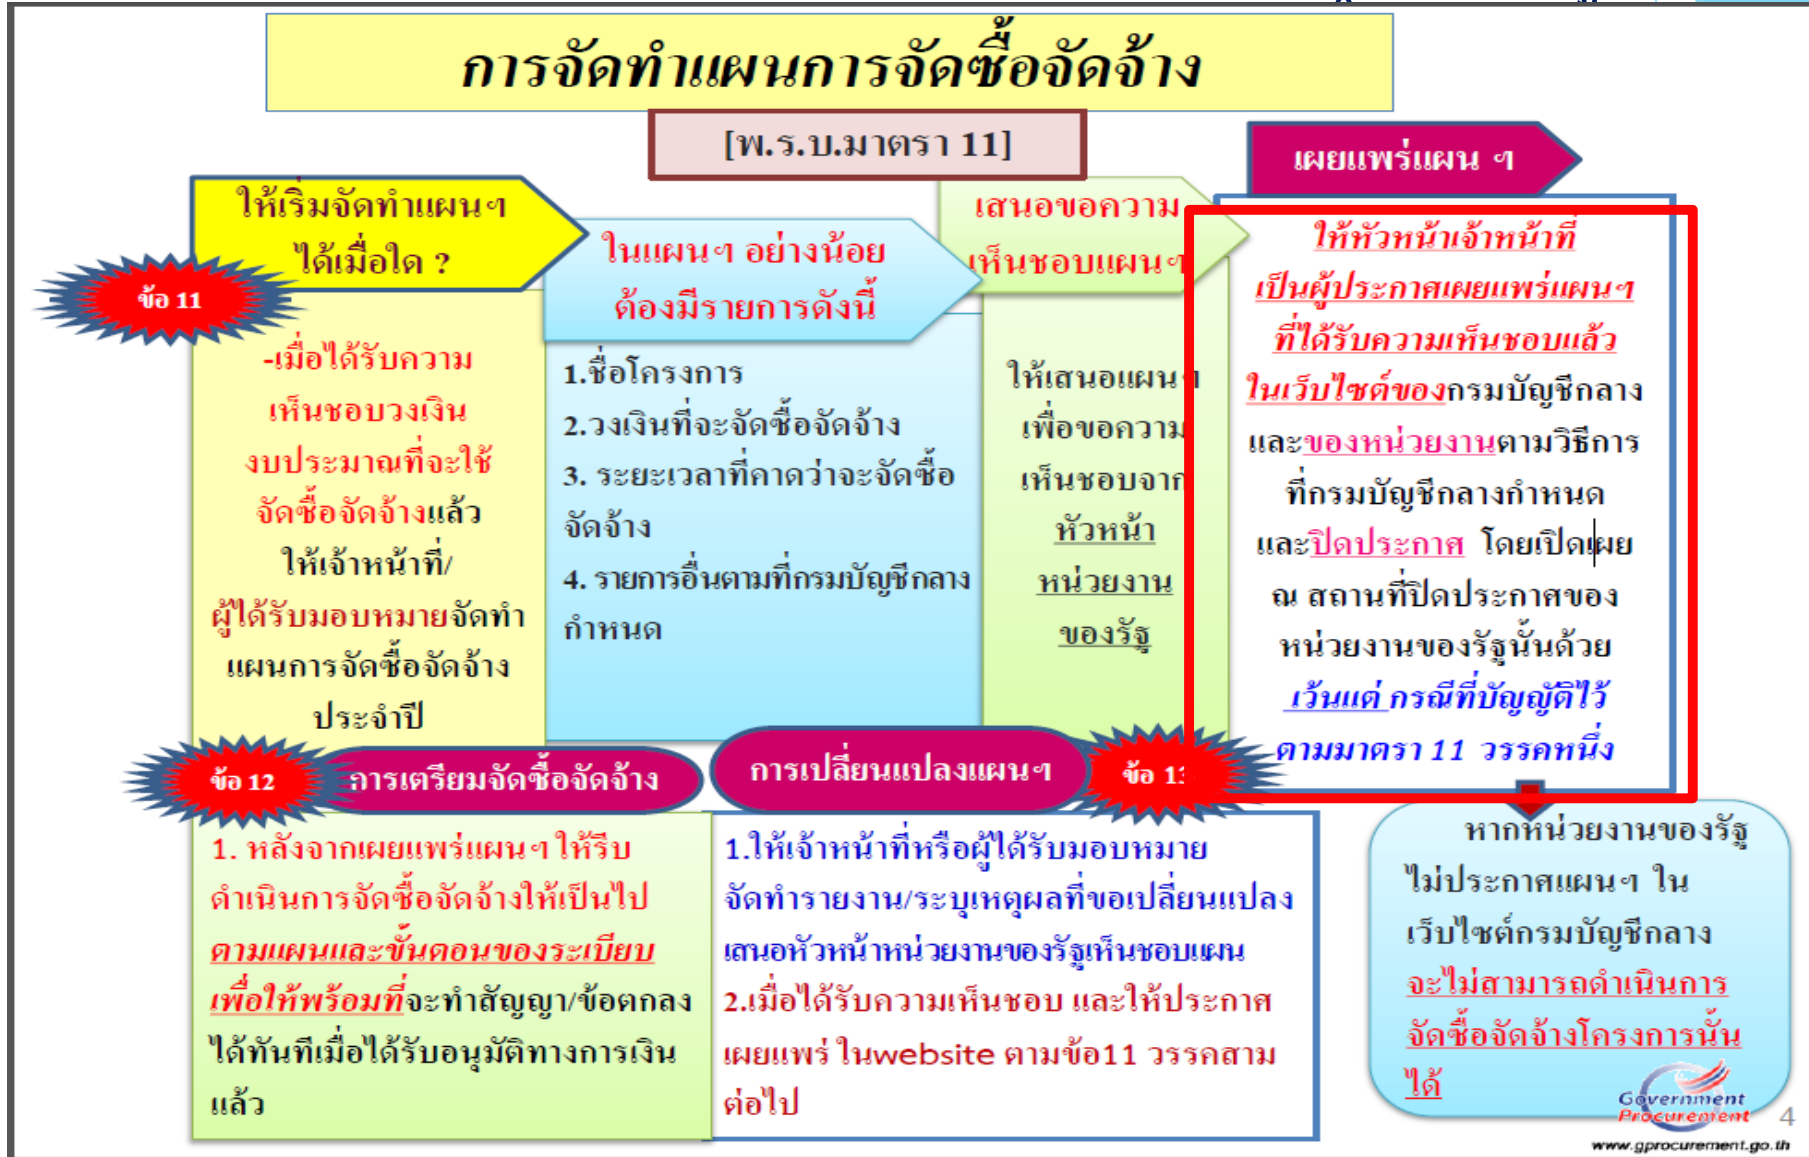 การจัดทำแผนการจัดซื้อจัดจ้าง
[พ.ร.บ.มาตรา 11]
ให้เริ่มจัดทำแผนฯ
ได้เมื่อใด ?
ข้อ 11
-เมื่อได้รับความ
เห็นชอบวงเงิน
งบประมาณที่จะใช้
จัดซื้อจัดจ้างแล้ว
ให้เจ้าหน้าที่/
ผู้ได้รับมอบหมายจัดทำ
แผนการจัดซื้อจัดจ้าง
ประจำปี
ในแผนฯ อย่างน้อย
ต้องมีรายการดังนี้
1.ชื่อโครงการ
2.วงเงินที่จะจัดซื้อจัดจ้าง
3. ระยะเวลาที่คาดว่าจะจัดซื้อ
จัดจ้าง
4. รายการอื่นตามที่กรมบัญชีกลาง
กำหนด
เสนอขอความ
เห็นชอบแผนฯ
ให้เสนอแผนฯ
เพื่อขอความ
เห็นชอบจาก
หัวหน้า
หน่วยงาน
ของรัฐ
เผยแพร่แผน ฯ
ให้หัวหน้าเจ้าหน้าที่
เป็นผู้ประกาศเผยแพร่แผนฯ
ที่ได้รับความเห็นชอบแล้ว
ในเว็บไซต์ของกรมบัญชีกลาง
และของหน่วยงานตามวิธีการ
ที่กรมบัญชีกลางกำหนด
และปิดประกาศ โดยเปิดเผย
ณ สถานที่ปิดประกาศของ
หน่วยงานของรัฐนั้นด้วย
เว้นแต่ กรณีที่บัญญัติไว้
ตามมาตรา 11 วรรคหนึ่ง
ข้อ 12
การเตรียมจัดซื้อจัดจ้าง
1. หลังจากเผยแพร่แผนฯ ให้รีบ
ดำเนินการจัดซื้อจัดจ้างให้เป็นไป
ตามแผนและขั้นตอนของระเบียบ
เพื่อให้พร้อมที่จะทำสัญญา/ข้อตกลง
ได้ทันทีเมื่อได้รับอนุมัติทางการเงิน
แล้ว
การเปลี่ยนแปลงแผนฯ
ข้อ 13
1.ให้เจ้าหน้าที่หรือผู้ได้รับมอบหมาย
จัดทำรายงาน/ระบุเหตุผลที่ขอเปลี่ยนแปลง
เสนอหัวหน้าหน่วยงานของรัฐเห็นชอบแผน
2.เมื่อได้รับความเห็นชอบ และให้ประกาศ
เผยแพร่ ในwebsite ตามข้อ11 วรรคสาม
ต่อไป
หากหน่วยงานของรัฐ
ไม่ประกาศแผนฯ ใน
เว็บไซต์กรมบัญชีกลาง
จะไม่สามารถดำเนินการ
จัดซื้อจัดจ้างโครงการนั้น
ได้
Government
Procurement
4
www.gprocurement.go.th